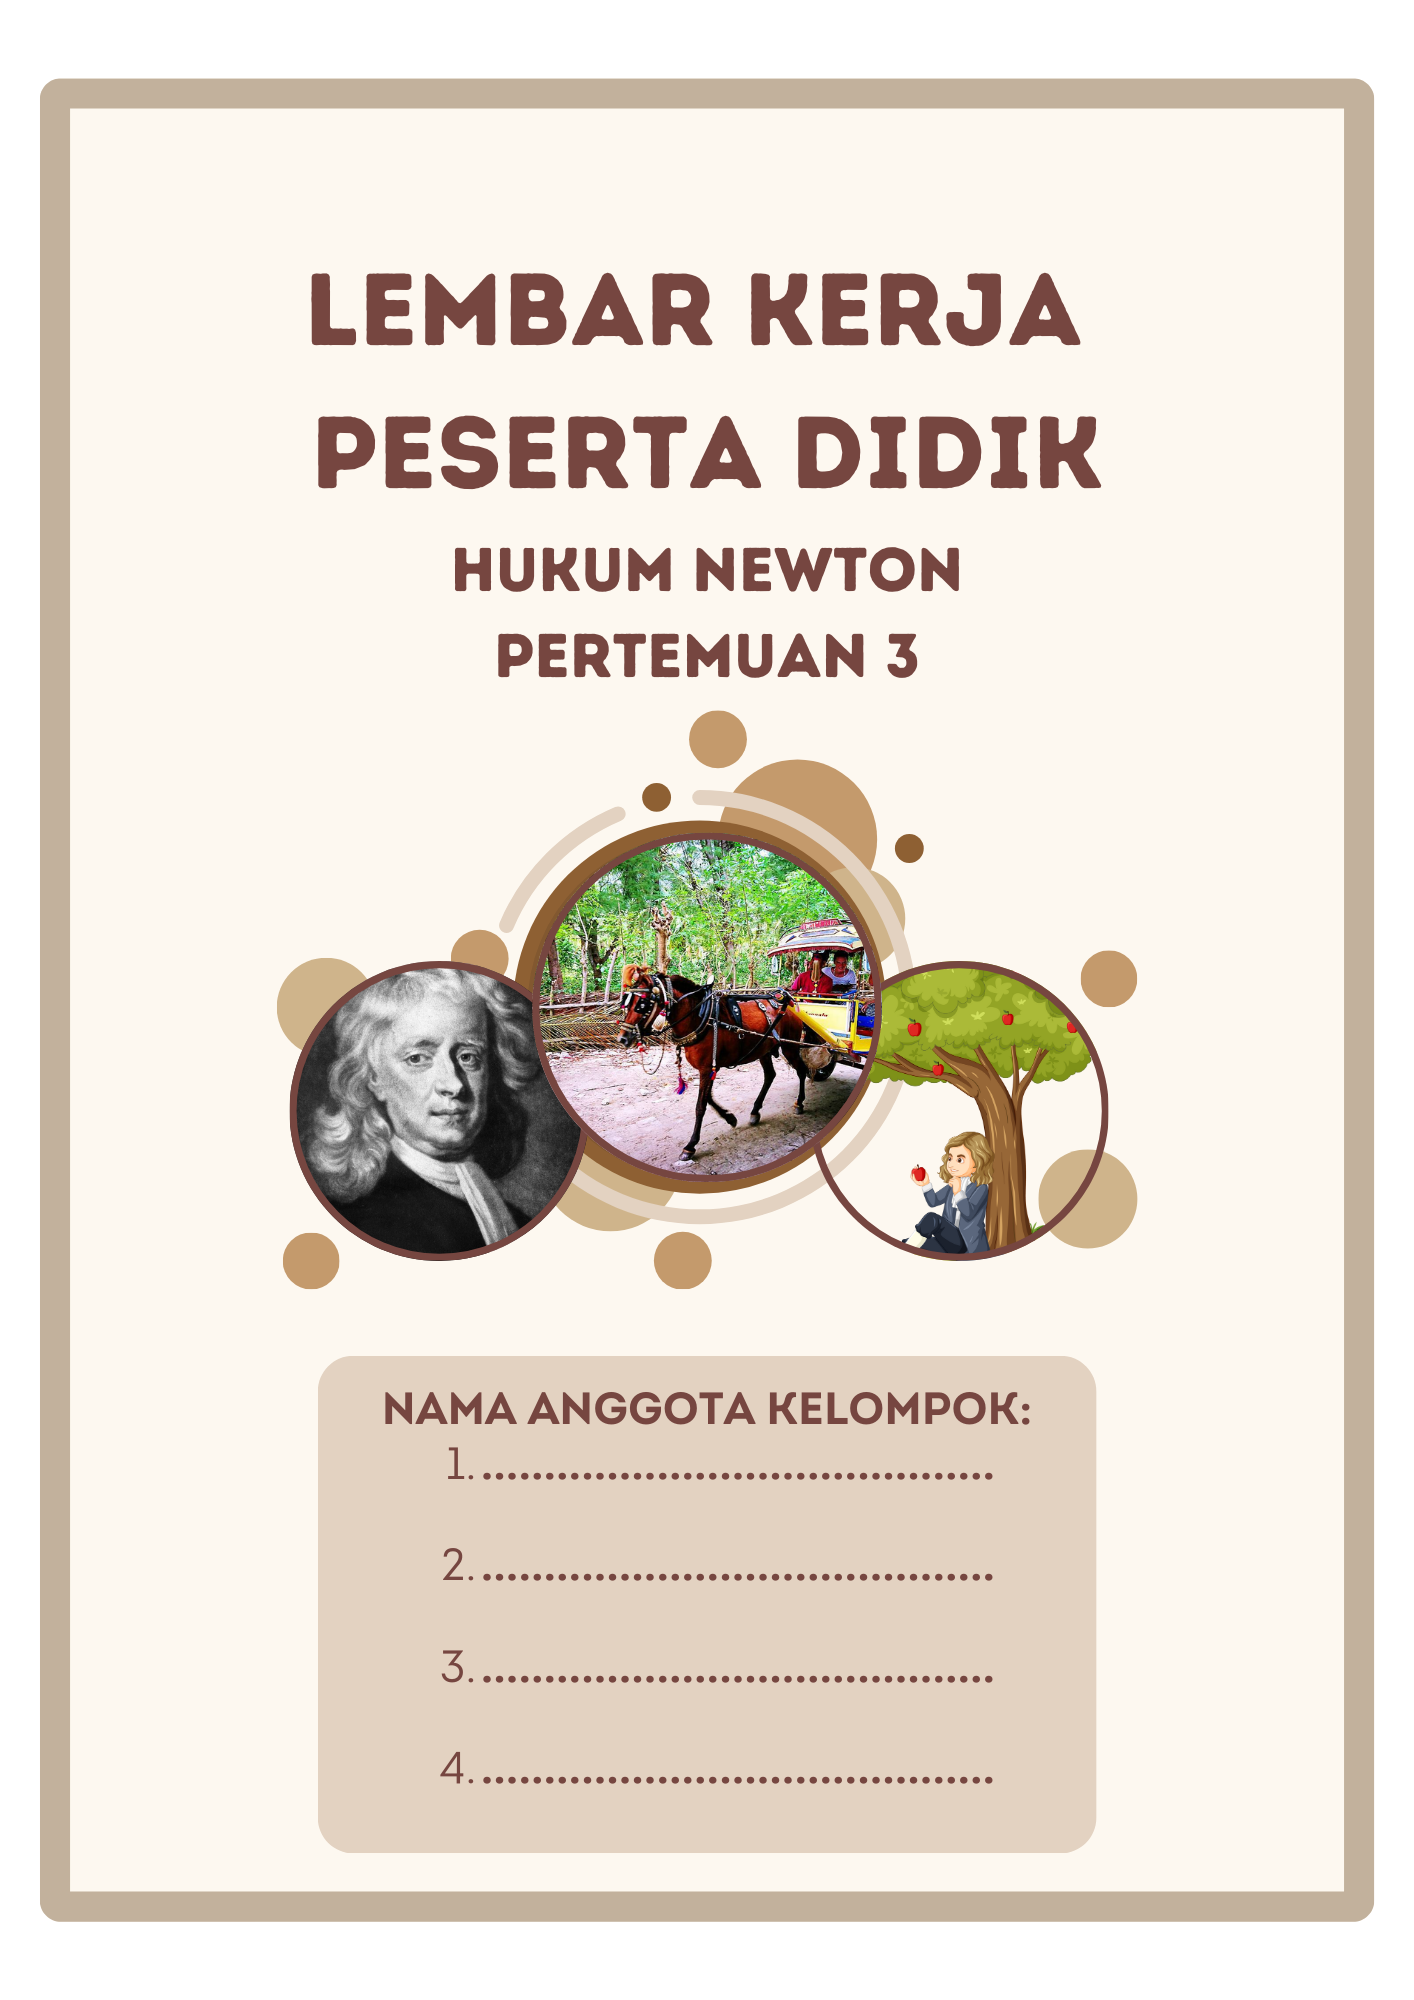 LEMBAR KERJA
PESERTA DIDIK
HUKUM NEWTON
PERTEMUAN 3
NAMA ANGGOTA KELOMPOK:
1. .........................................
2. .........................................
3. .........................................
4. .........................................